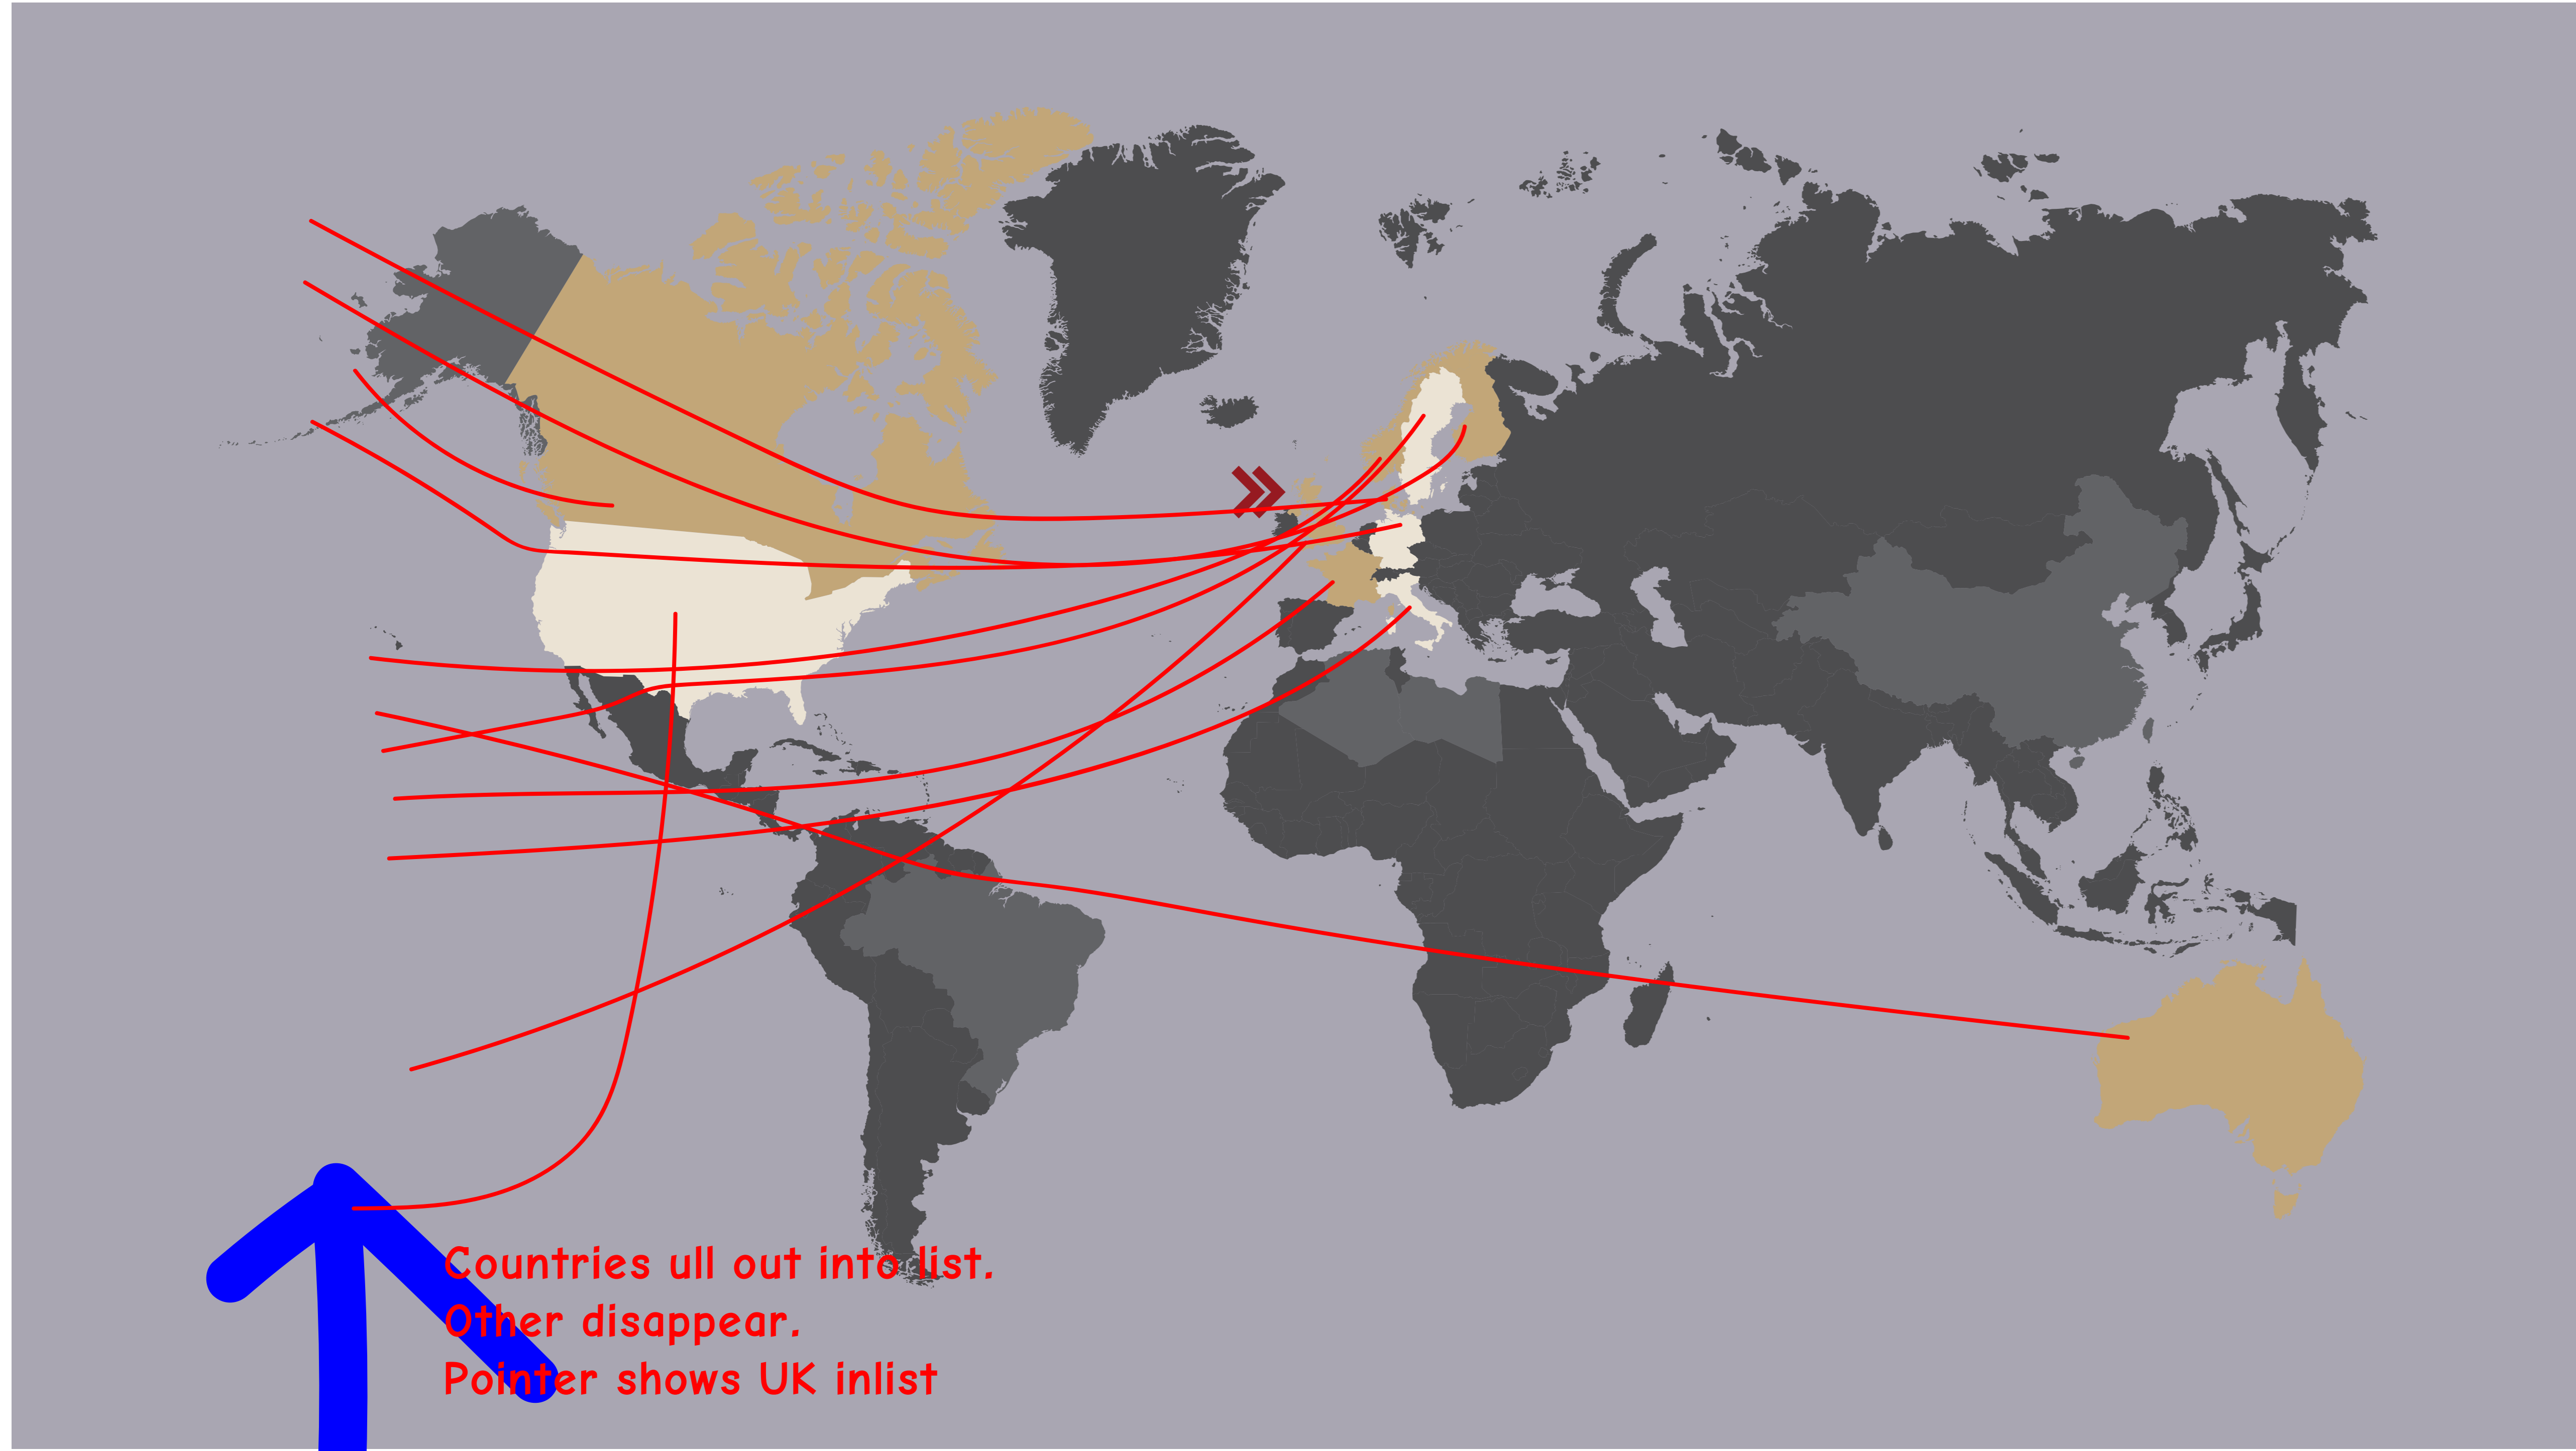 Countries ull out into list.
Other disappear.
Pointer shows UK inlist